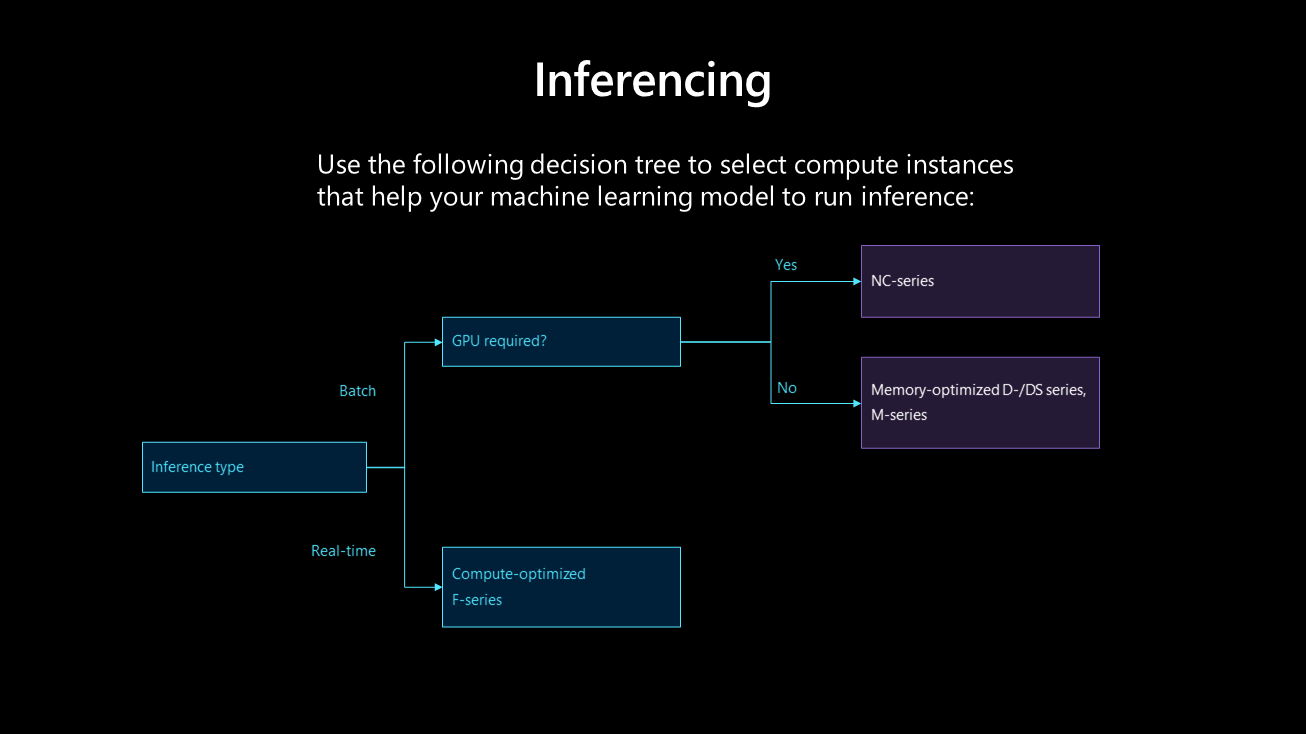 Inferencing
Use the following decision tree to select compute instances
that help your machine learning model to run inference:
Yes
NC-series
GPU required?
No
Memory-optimized D-/DS series,
M-series
Batch
Inference type
Real-time
Compute-optimized
F-series